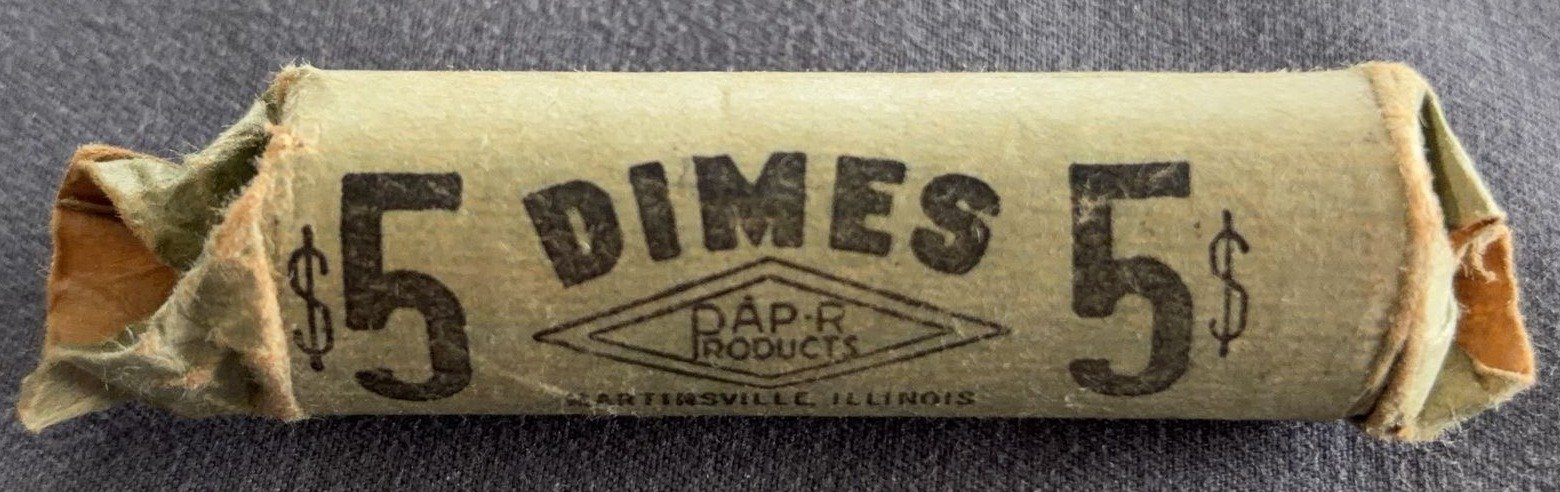 $5 DIMES 5$
PAP-R
PRODUCTS
MARTINSVILLE, ILLINOIS